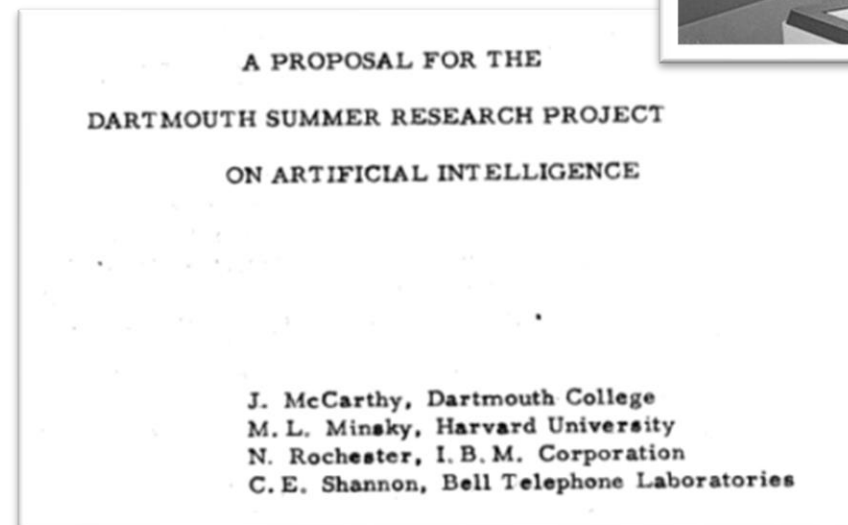 A PROPOSAL FOR THE
DARTMOUTH SUMMER RESEARCH PROJECT
ON ARTIFICIAL INTELLIGENCE
J. McCarthy, Dartmouth College
M. L. Minsky, Harvard University
N. Rochester, I. B. M. Corporation
C. E. Shannon, Bell Telephone Laboratories